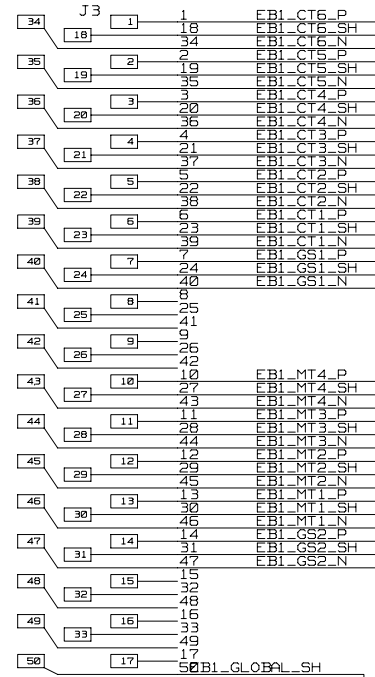 J3
34 18 1 1 EB1_CT6_P
18 EB1_CT6_SH
34 EB1_CT6_N
35 19 2 2 EB1_CT5_P
19 EB1_CT5_SH
35 EB1_CT5_N
36 20 3 3 EB1_CT4_P
20 EB1_CT4_SH
36 EB1_CT4_N
37 21 4 4 EB1_CT3_P
21 EB1_CT3_SH
37 EB1_CT3_N
38 22 5 5 EB1_CT2_P
22 EB1_CT2_SH
38 EB1_CT2_N
39 23 6 6 EB1_CT1_P
23 EB1_CT1_SH
39 EB1_CT1_N
40 24 7 7 EB1_GS1_P
24 EB1_GS1_SH
40 EB1_GS1_N
41 25 8 8
25
41
42 26 9 9
26
42
43 27 10 10 EB1_MT4_P
27 EB1_MT4_SH
43 EB1_MT4_N
44 28 11 11 EB1_MT3_P
28 EB1_MT3_SH
44 EB1_MT3_N
45 29 12 12 EB1_MT2_P
29 EB1_MT2_SH
45 EB1_MT2_N
46 30 13 13 EB1_MT1_P
30 EB1_MT1_SH
46 EB1_MT1_N
47 31 14 14 EB1_GS2_P
31 EB1_GS2_SH
47 EB1_GS2_N
48 32 15 15
32
48
49 33 16 16
33
49
50 17 17
50 B1_GLOBAL_SH